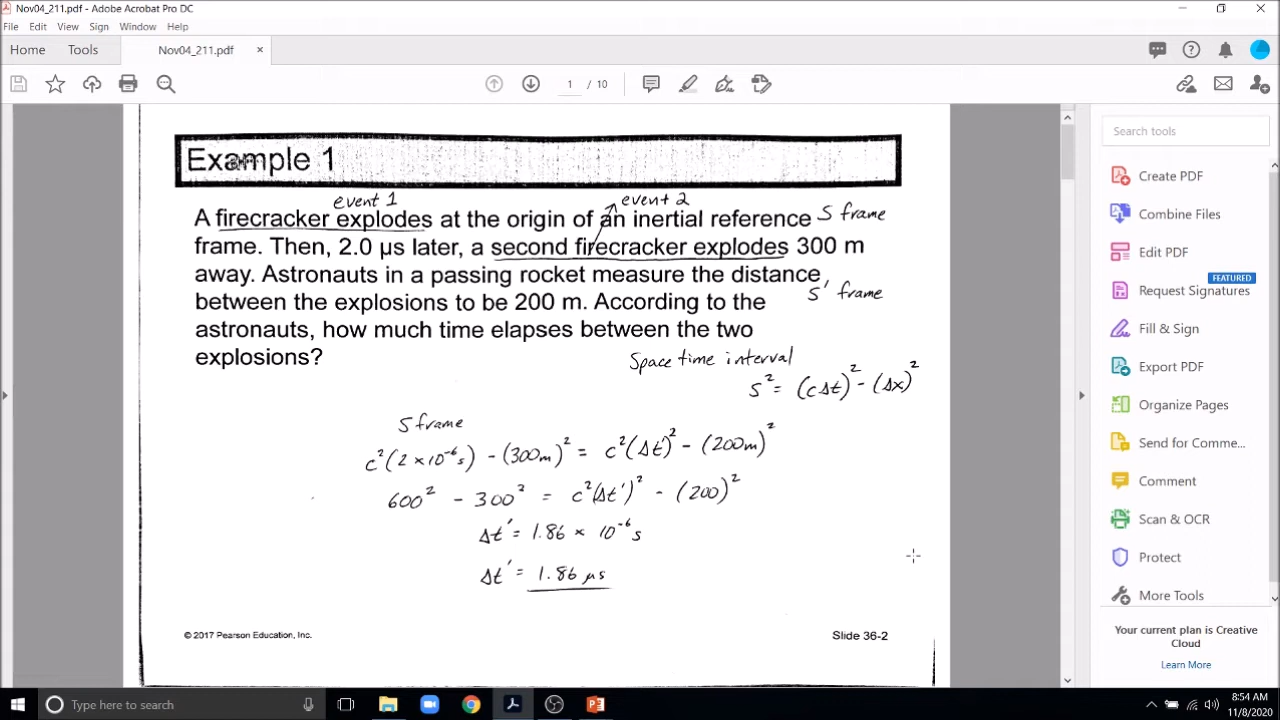 Nov04_211.pdf - Adobe Acrobat Pro DC
File Edit View Sign Window Help
Home Tools Nov04_211.pdf ×
1 / 10
Search tools
Create PDF
Combine Files
Edit PDF
FEATURED
Request Signatures
Fill & Sign
Export PDF
Organize Pages
Send for Comme...
Comment
Scan & OCR
Protect
More Tools
Your current plan is Creative
Cloud
Learn More
Example 1
event 1 event 2
A firecracker explodes at the origin of an inertial reference S frame
frame. Then, 2.0 μs later, a second firecracker explodes 300 m
away. Astronauts in a passing rocket measure the distance
S' frame
between the explosions to be 200 m. According to the
astronauts, how much time elapses between the two
explosions?
Space time interval
s² = (cΔt)² - (Δx)²
S frame
c²(2 × 10⁻⁶s) - (300m)² = c²(Δt')² - (200m)²
600² - 300² = c²(Δt')² - (200)²
Δt' = 1.86 × 10⁻⁶ s
Δt' = 1.86 μs
© 2017 Pearson Education, Inc. Slide 36-2
Type here to search
8:54 AM
11/8/2020